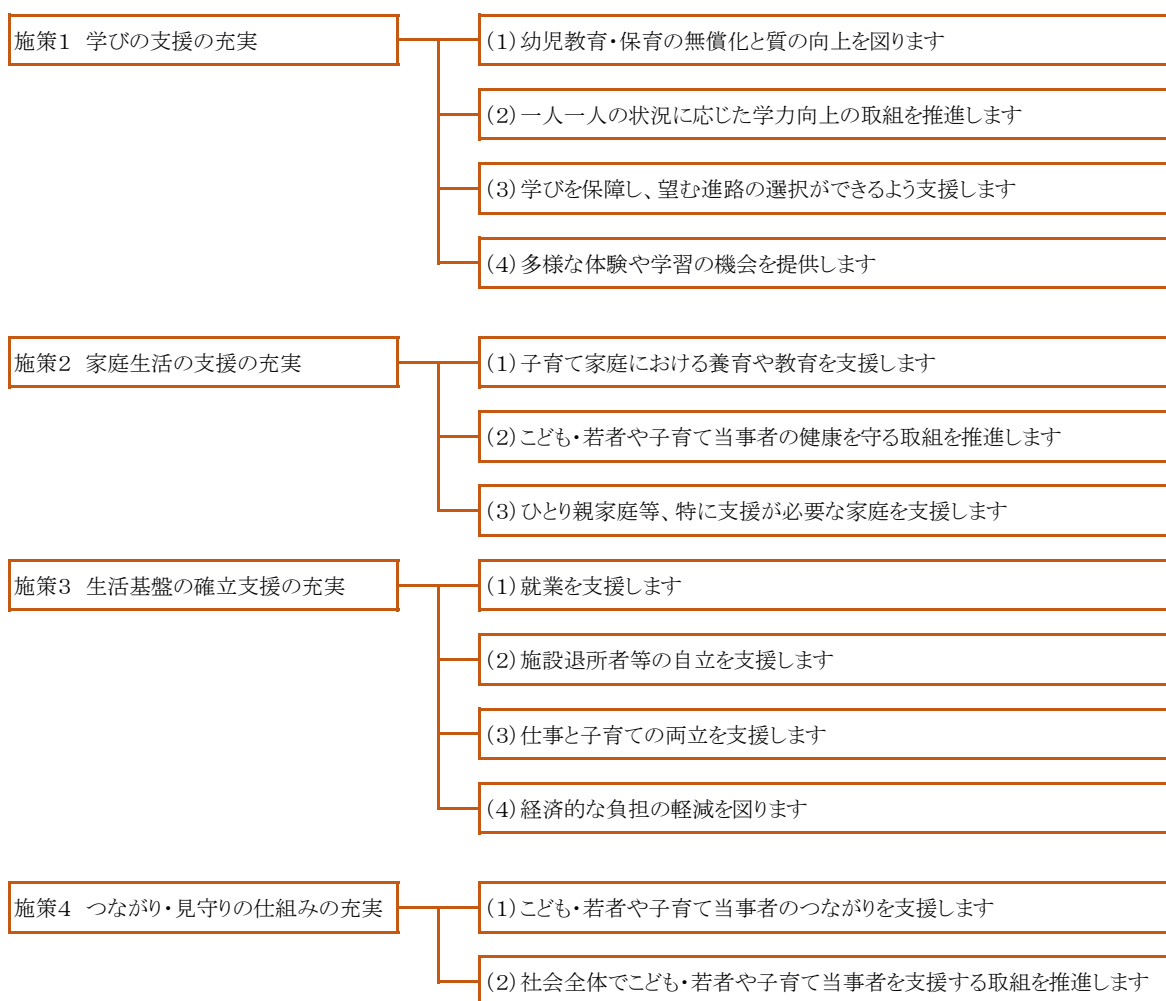 施策1 学びの支援の充実
(1)幼児教育・保育の無償化と質の向上を図ります
(2)一人一人の状況に応じた学力向上の取組を推進します
(3)学びを保障し、望む進路の選択ができるよう支援します
(4)多様な体験や学習の機会を提供します
施策2 家庭生活の支援の充実
(1)子育て家庭における養育や教育を支援します
(2)こども・若者や子育て当事者の健康を守る取組を推進します
(3)ひとり親家庭等、特に支援が必要な家庭を支援します
施策3 生活基盤の確立支援の充実
(1)就業を支援します
(2)施設退所者等の自立を支援します
(3)仕事と子育ての両立を支援します
(4)経済的な負担の軽減を図ります
施策4 つながり・見守りの仕組みの充実
(1)こども・若者や子育て当事者のつながりを支援します
(2)社会全体でこども・若者や子育て当事者を支援する取組を推進します